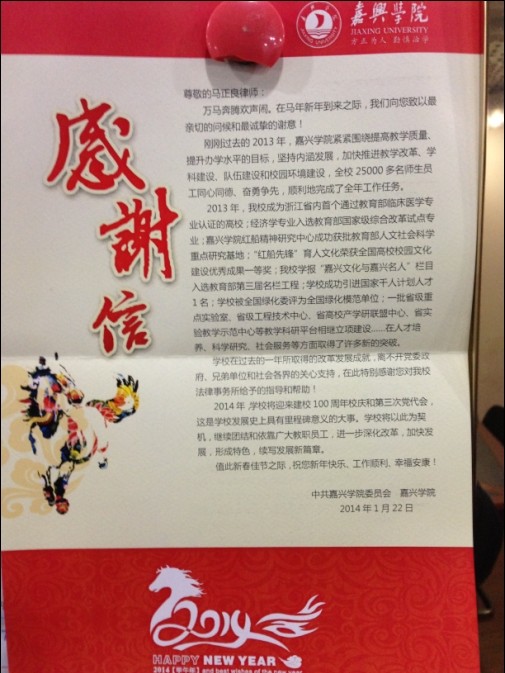 嘉興學院
JIAXING UNIVERSITY
方正为人 勤慎治学
感謝信
尊敬的马正良律师：
万马奔腾欢声闹。在马年新年到来之际，我们向您致以最
亲切的问候和最诚挚的谢意！
刚刚过去的 2013 年，嘉兴学院紧紧围绕提高教学质量、
提升办学水平的目标，坚持内涵发展，加快推进教学改革、学
科建设、队伍建设和校园环境建设，全校 25000 多名师生员
工同心同德、奋勇争先，顺利地完成了全年工作任务。
2013 年，我校成为浙江省内首个通过教育部临床医学专
业认证的高校；经济学专业入选教育部国家级综合改革试点专
业；嘉兴学院红船精神研究中心成功获批教育部人文社会科学
重点研究基地；“红船先锋”育人文化荣获全国高校校园文化
建设优秀成果一等奖；我校学报“嘉兴文化与嘉兴名人”栏目
入选教育部第三届名栏工程；学校成功引进国家千人计划人才
1 名；学校被全国绿化委评为全国绿化模范单位；一批省级重
点实验室、省级工程技术中心、省高校产学研联盟中心、省实
验教学示范中心等教学科研平台相继立项建设……在人才培
养、科学研究、社会服务等方面取得了许多新的突破。
学校在过去的一年所取得的改革发展成就，离不开党委政
府、兄弟单位和社会各界的关心支持，在此特别感谢您对我校
法律事务所给予的指导和帮助！
2014 年，学校将迎来建校 100 周年校庆和第三次党代会，
这是学校发展史上具有里程碑意义的大事。学校将以此为契
机，继续团结和依靠广大教职员工，进一步深化改革，加快发
展，形成特色，续写发展新篇章。
值此新春佳节之际，祝您新年快乐、工作顺利、幸福安康！
中共嘉兴学院委员会 嘉兴学院
2014 年 1 月 22 日
2014
HAPPY NEW YEAR
2014【甲午年】and best wishes of the new year